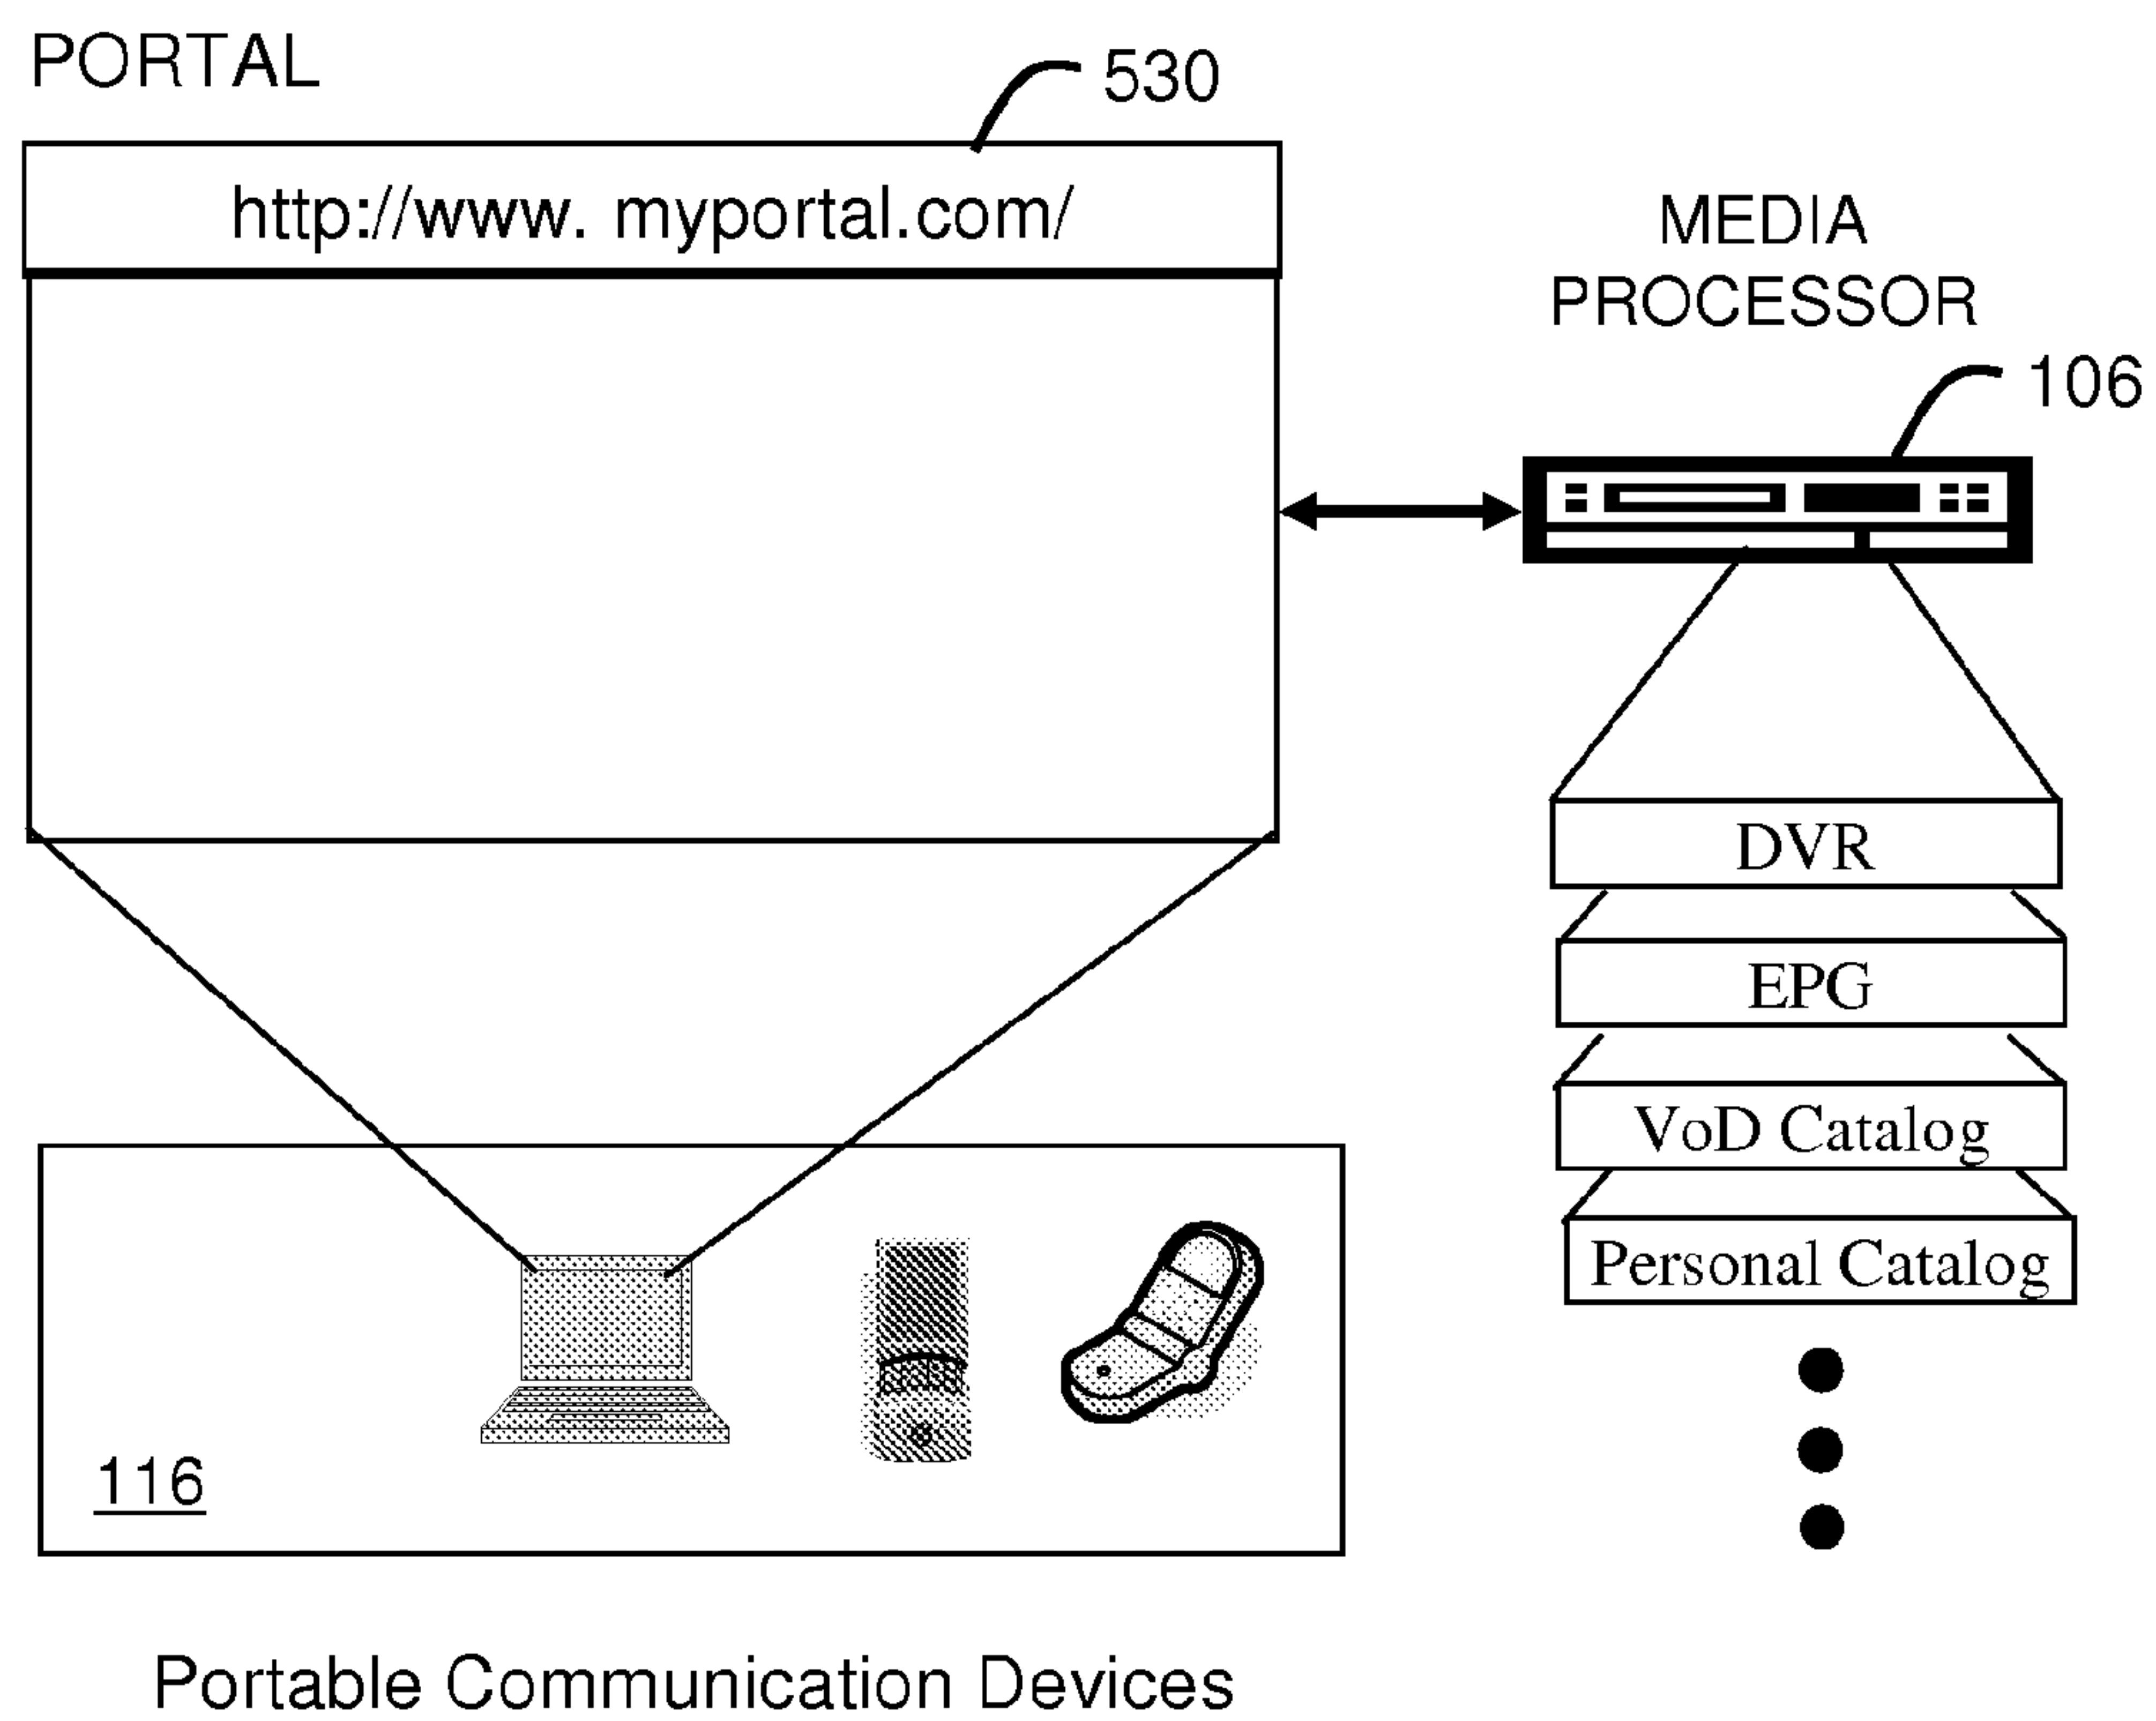 PORTAL
530
http://www. myportal.com/
MEDIA
PROCESSOR
106
DVR
EPG
VoD Catalog
Personal Catalog
116
Portable Communication Devices